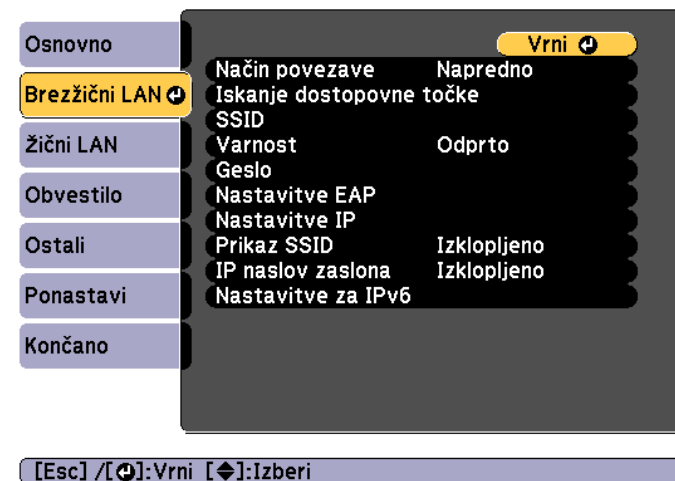 Osnovno
Brezžični LAN
Žični LAN
Obvestilo
Ostali
Ponastavi
Končano
Vrni
Način povezave Napredno
Iskanje dostopovne točke
SSID
Varnost Odprto
Geslo
Nastavitve EAP
Nastavitve IP
Prikaz SSID Izklopljeno
IP naslov zaslona Izklopljeno
Nastavitve za IPv6
[Esc] /[⏎]:Vrni [◆]:Izberi